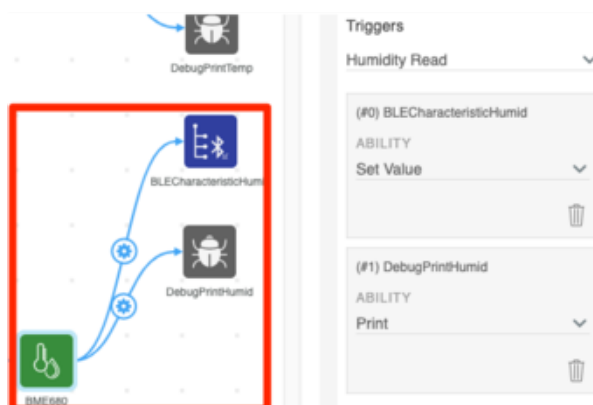 DebugPrintTemp
BLECharacteristicHumi
DebugPrintHumid
BME680
Triggers
Humidity Read
(#0) BLECharacteristicHumid
ABILITY
Set Value
(#1) DebugPrintHumid
ABILITY
Print